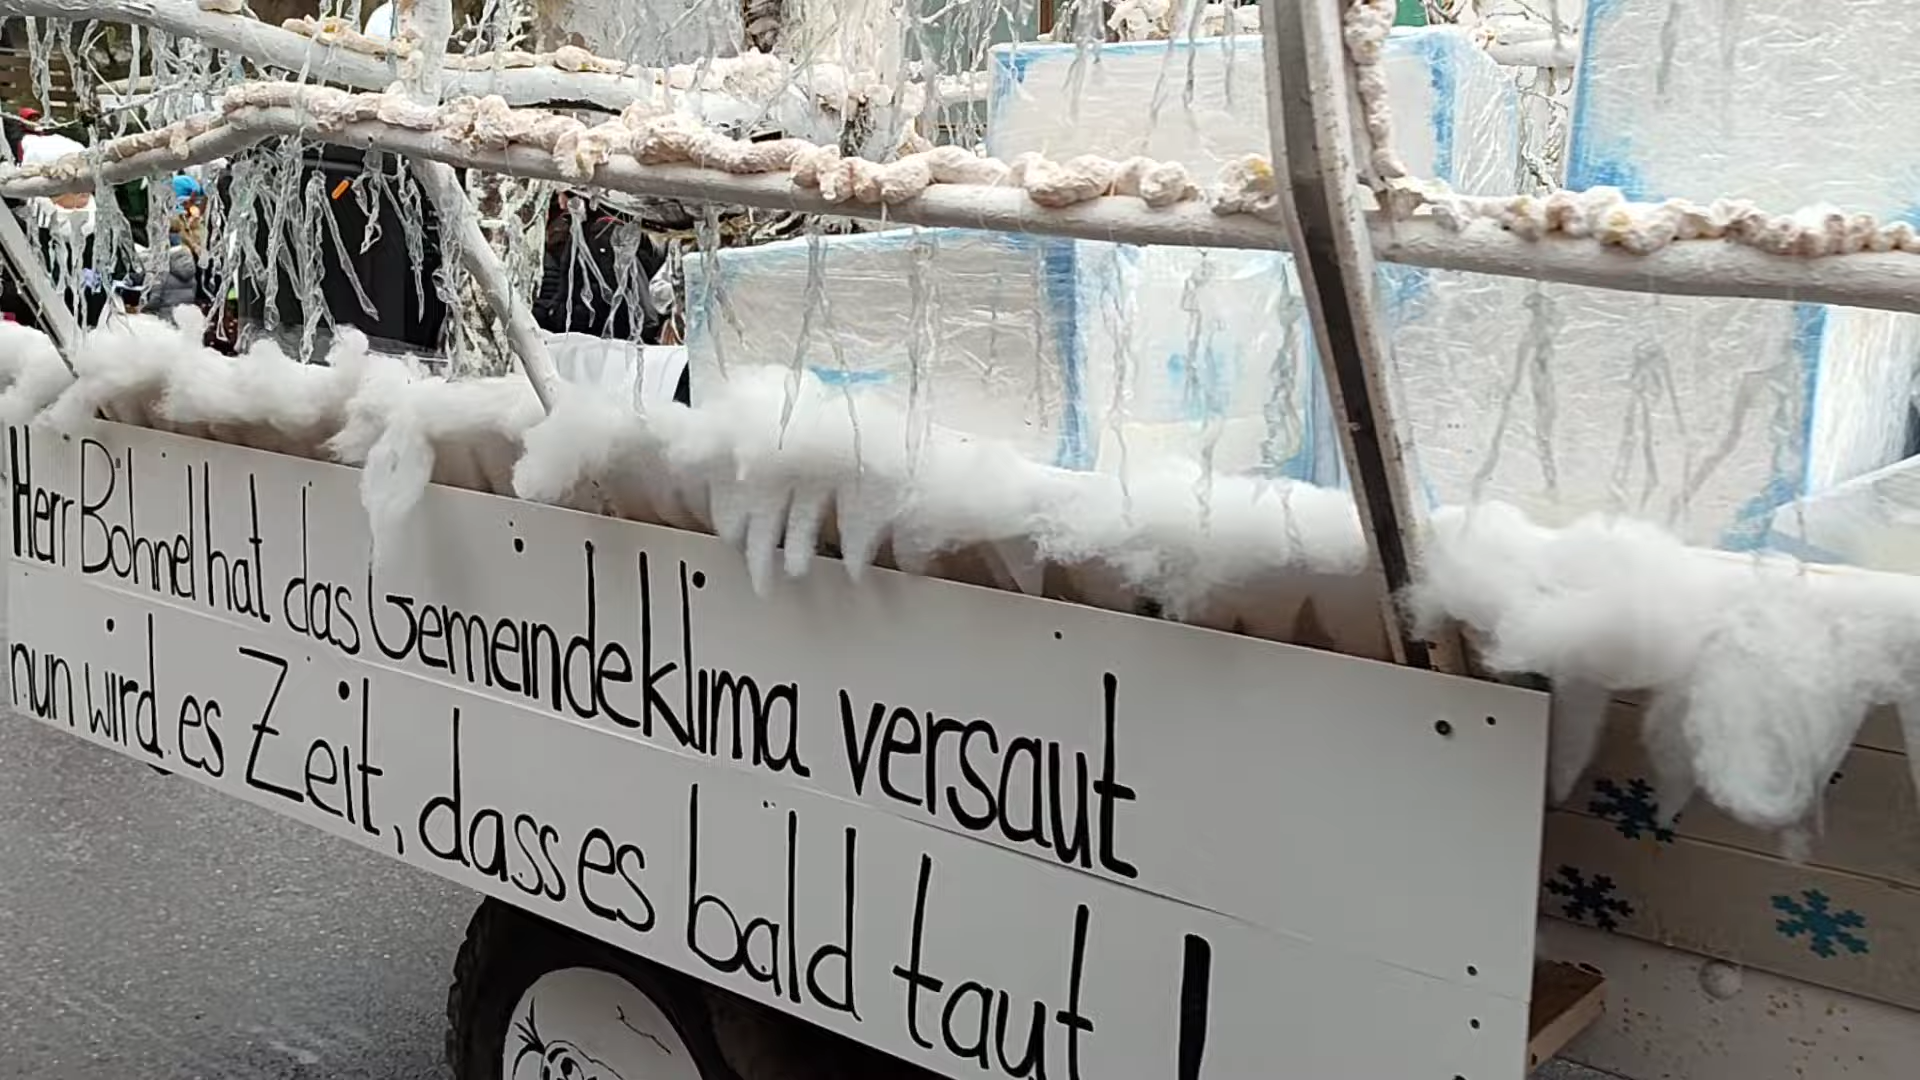 Herr Böhnel hat das Gemeindeklima versaut
nun wird es Zeit, dass es bald taut!